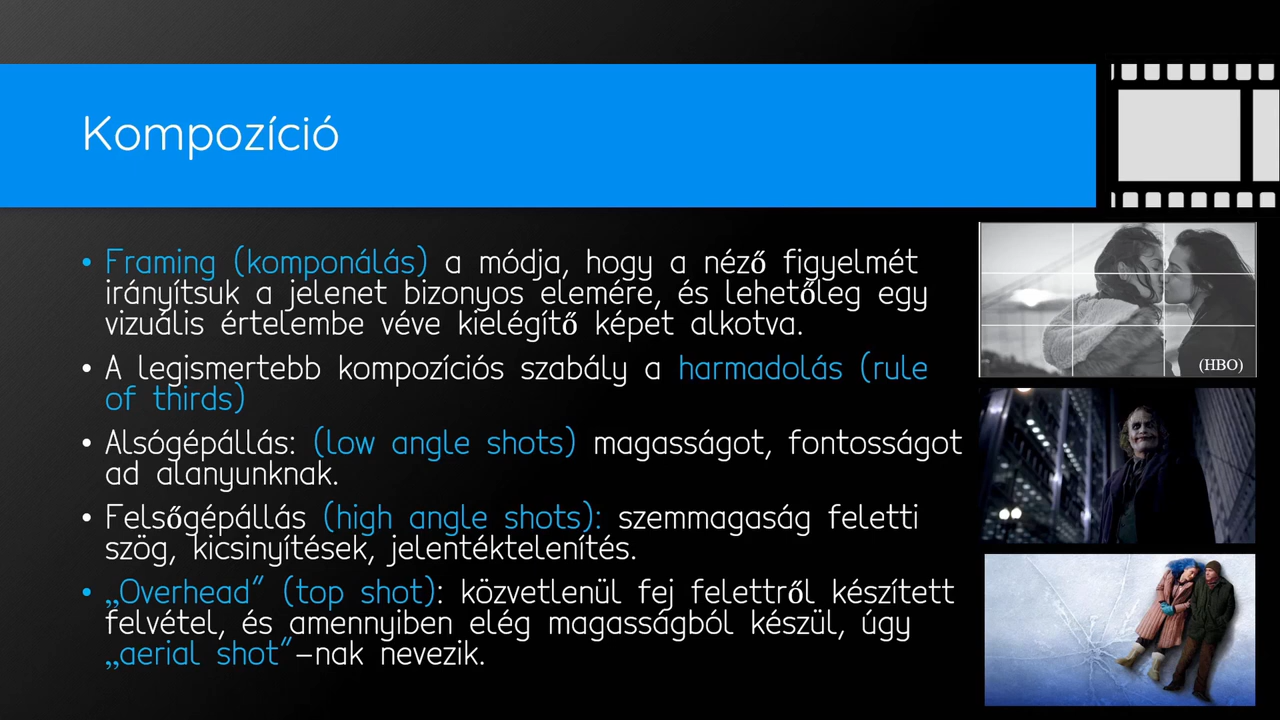 Kompozíció
• Framing (komponálás) a módja, hogy a néző figyelmét
irányítsuk a jelenet bizonyos elemére, és lehetőleg egy
vizuális értelembe véve kielégítő képet alkotva.
• A legismertebb kompozíciós szabály a harmadolás (rule
of thirds)
• Alsógépállás: (low angle shots) magasságot, fontosságot
ad alanyunknak.
• Felsőgépállás (high angle shots): szemmagaság feletti
szög, kicsinyítések, jelentéktelenítés.
• „Overhead” (top shot): közvetlenül fej felettről készített
felvétel, és amennyiben elég magasságból készül, úgy
„aerial shot”–nak nevezik.
(HBO)